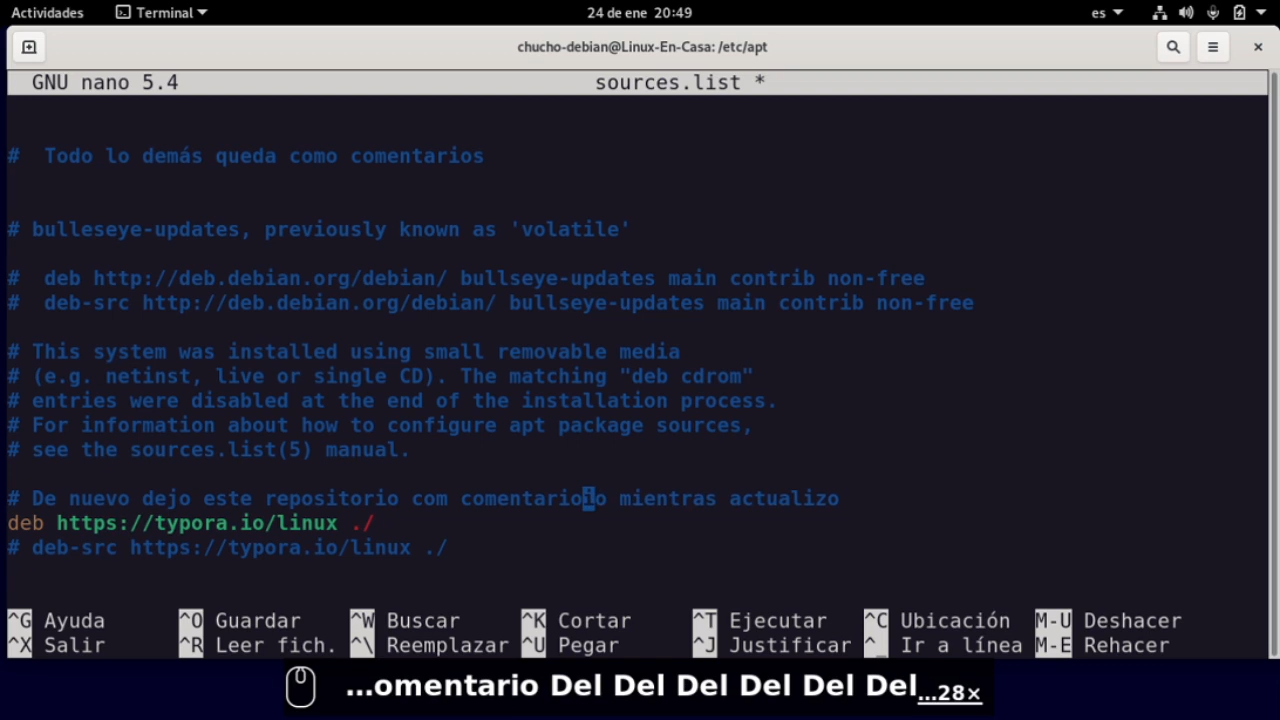 Actividades Terminal 24 de ene 20:49 es
chucho-debian@Linux-En-Casa: /etc/apt
GNU nano 5.4 sources.list *
# Todo lo demás queda como comentarios
# bulleseye-updates, previously known as 'volatile'
# deb http://deb.debian.org/debian/ bullseye-updates main contrib non-free
# deb-src http://deb.debian.org/debian/ bullseye-updates main contrib non-free
# This system was installed using small removable media
# (e.g. netinst, live or single CD). The matching "deb cdrom"
# entries were disabled at the end of the installation process.
# For information about how to configure apt package sources,
# see the sources.list(5) manual.
# De nuevo dejo este repositorio com comentarioio mientras actualizo
deb https://typora.io/linux ./
# deb-src https://typora.io/linux ./
^G Ayuda ^O Guardar ^W Buscar ^K Cortar ^T Ejecutar ^C Ubicación M-U Deshacer
^X Salir ^R Leer fich. ^\ Reemplazar ^U Pegar ^J Justificar ^_ Ir a línea M-E Rehacer
...omentario Del Del Del Del Del Del...28×